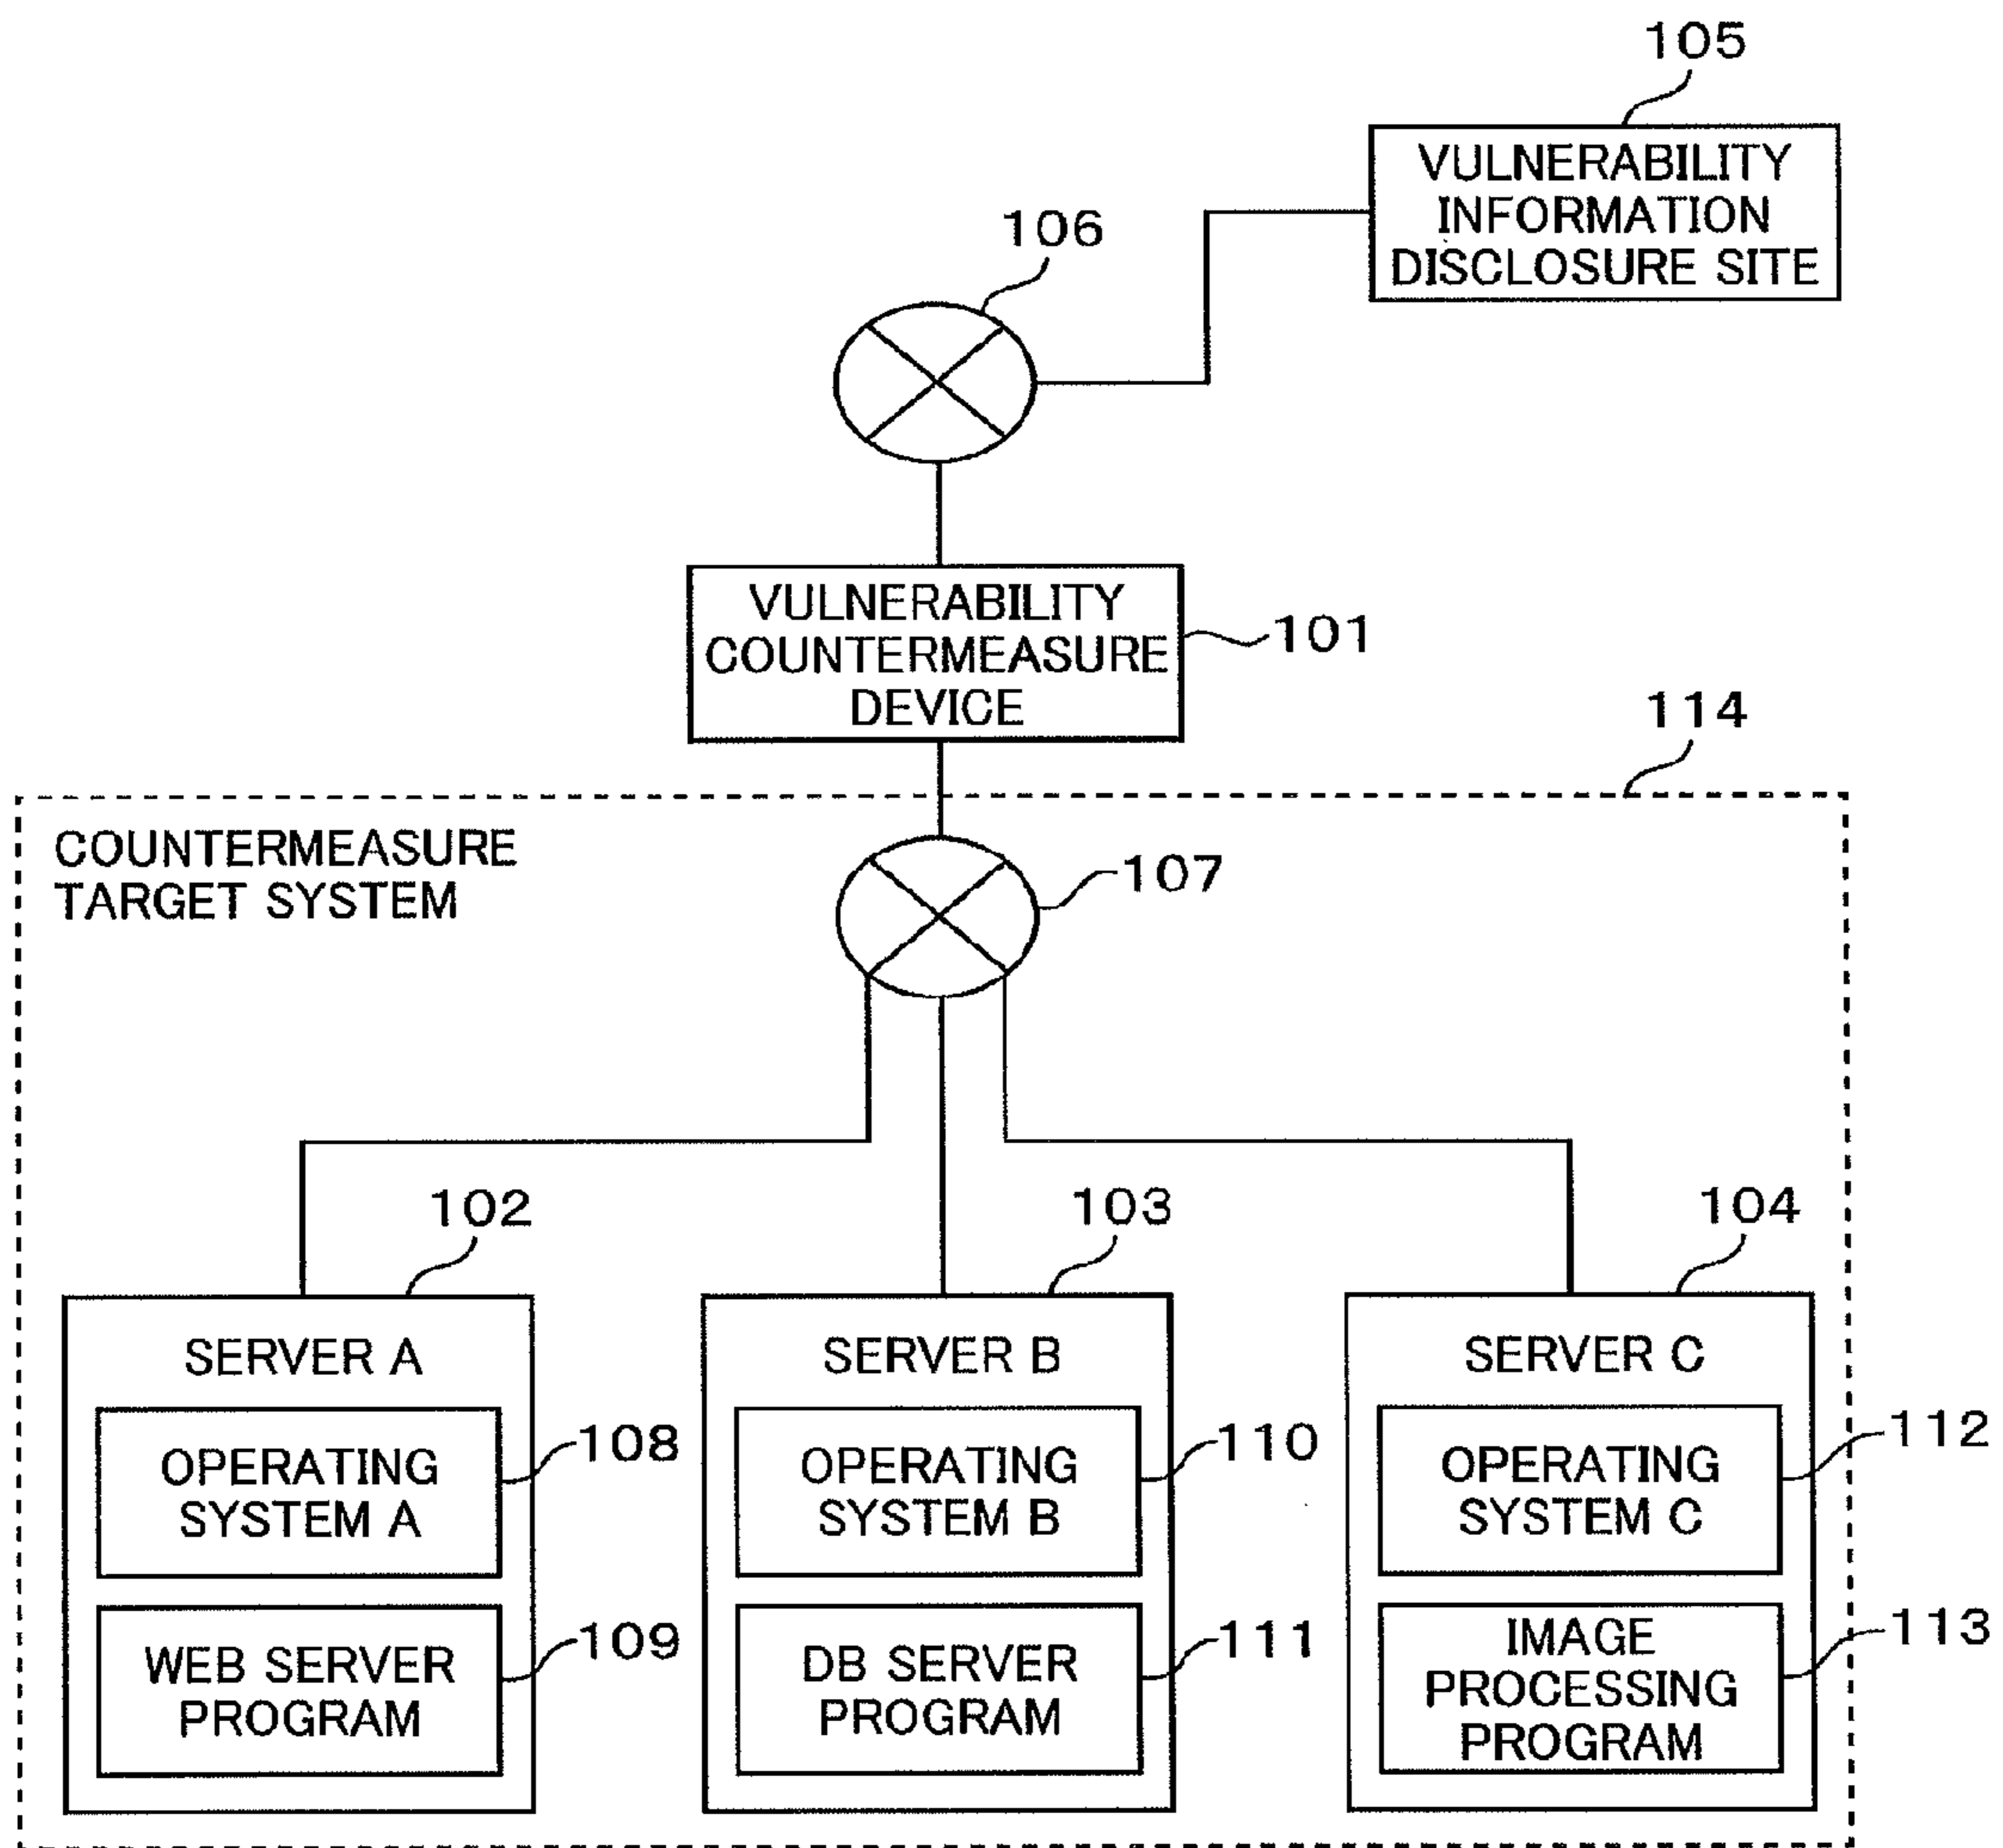 105
VULNERABILITY
INFORMATION
DISCLOSURE SITE
106
VULNERABILITY
COUNTERMEASURE
DEVICE
101
114
COUNTERMEASURE
TARGET SYSTEM
107
102
103
104
SERVER A
OPERATING
SYSTEM A
108
WEB SERVER
PROGRAM
109
SERVER B
OPERATING
SYSTEM B
110
DB SERVER
PROGRAM
111
SERVER C
OPERATING
SYSTEM C
112
IMAGE
PROCESSING
PROGRAM
113